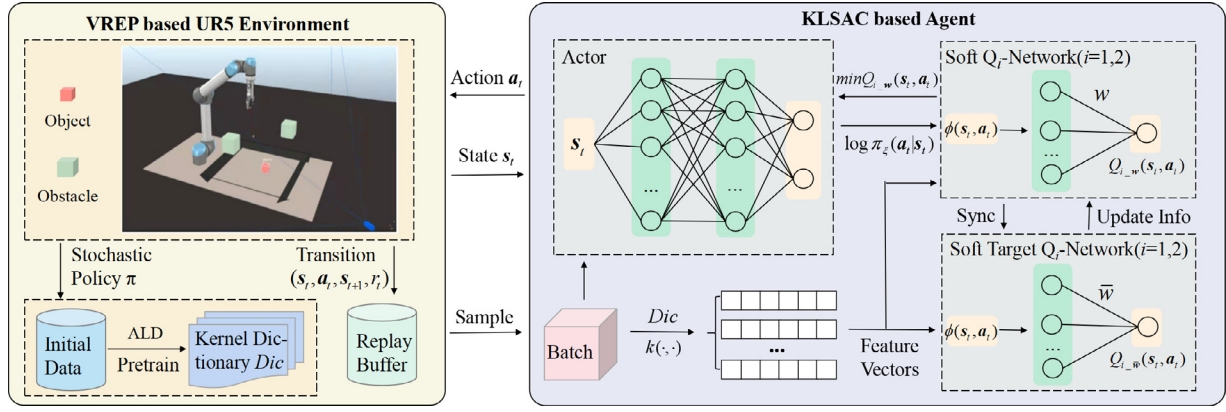 VREP based UR5 Environment
Object
Obstacle
Stochastic
Policy π
Transition
(s_t, a_t, s_{t+1}, r_t)
Initial
Data
ALD
Pretrain
Kernel Dic-
tionary Dic
Replay
Buffer
Action a_t
State s_t
Sample
KLSAC based Agent
Actor
s_t
...
...
minQ_{i_w}(s_t, a_t)
log π_ξ(a_t|s_t)
Soft Q_i-Network(i=1,2)
ϕ(s_t, a_t)
w
...
Q_{i_w}(s_t, a_t)
Sync
Update Info
Soft Target Q_i-Network(i=1,2)
ϕ(s_t, a_t)
w̅
...
Q_{i_w̅}(s_t, a_t)
Batch
Dic
k(·,·)
...
Feature
Vectors